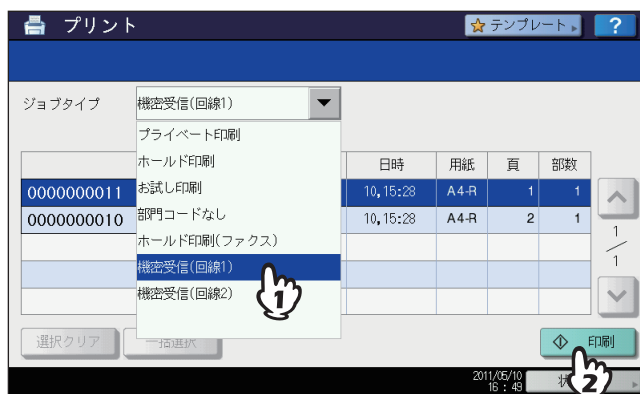 プリント
テンプレート
?
ジョブタイプ
機密受信(回線1)
プライベート印刷
ホールド印刷
お試し印刷
部門コードなし
ホールド印刷(ファクス)
機密受信(回線1)
機密受信(回線2)
日時 用紙 頁 部数
0000000011 10,15:28 A4-R 1 1
0000000010 10,15:28 A4-R 2 1
1
1
1
選択クリア
一括選択
印刷
2
2011/05/10
16:49
状